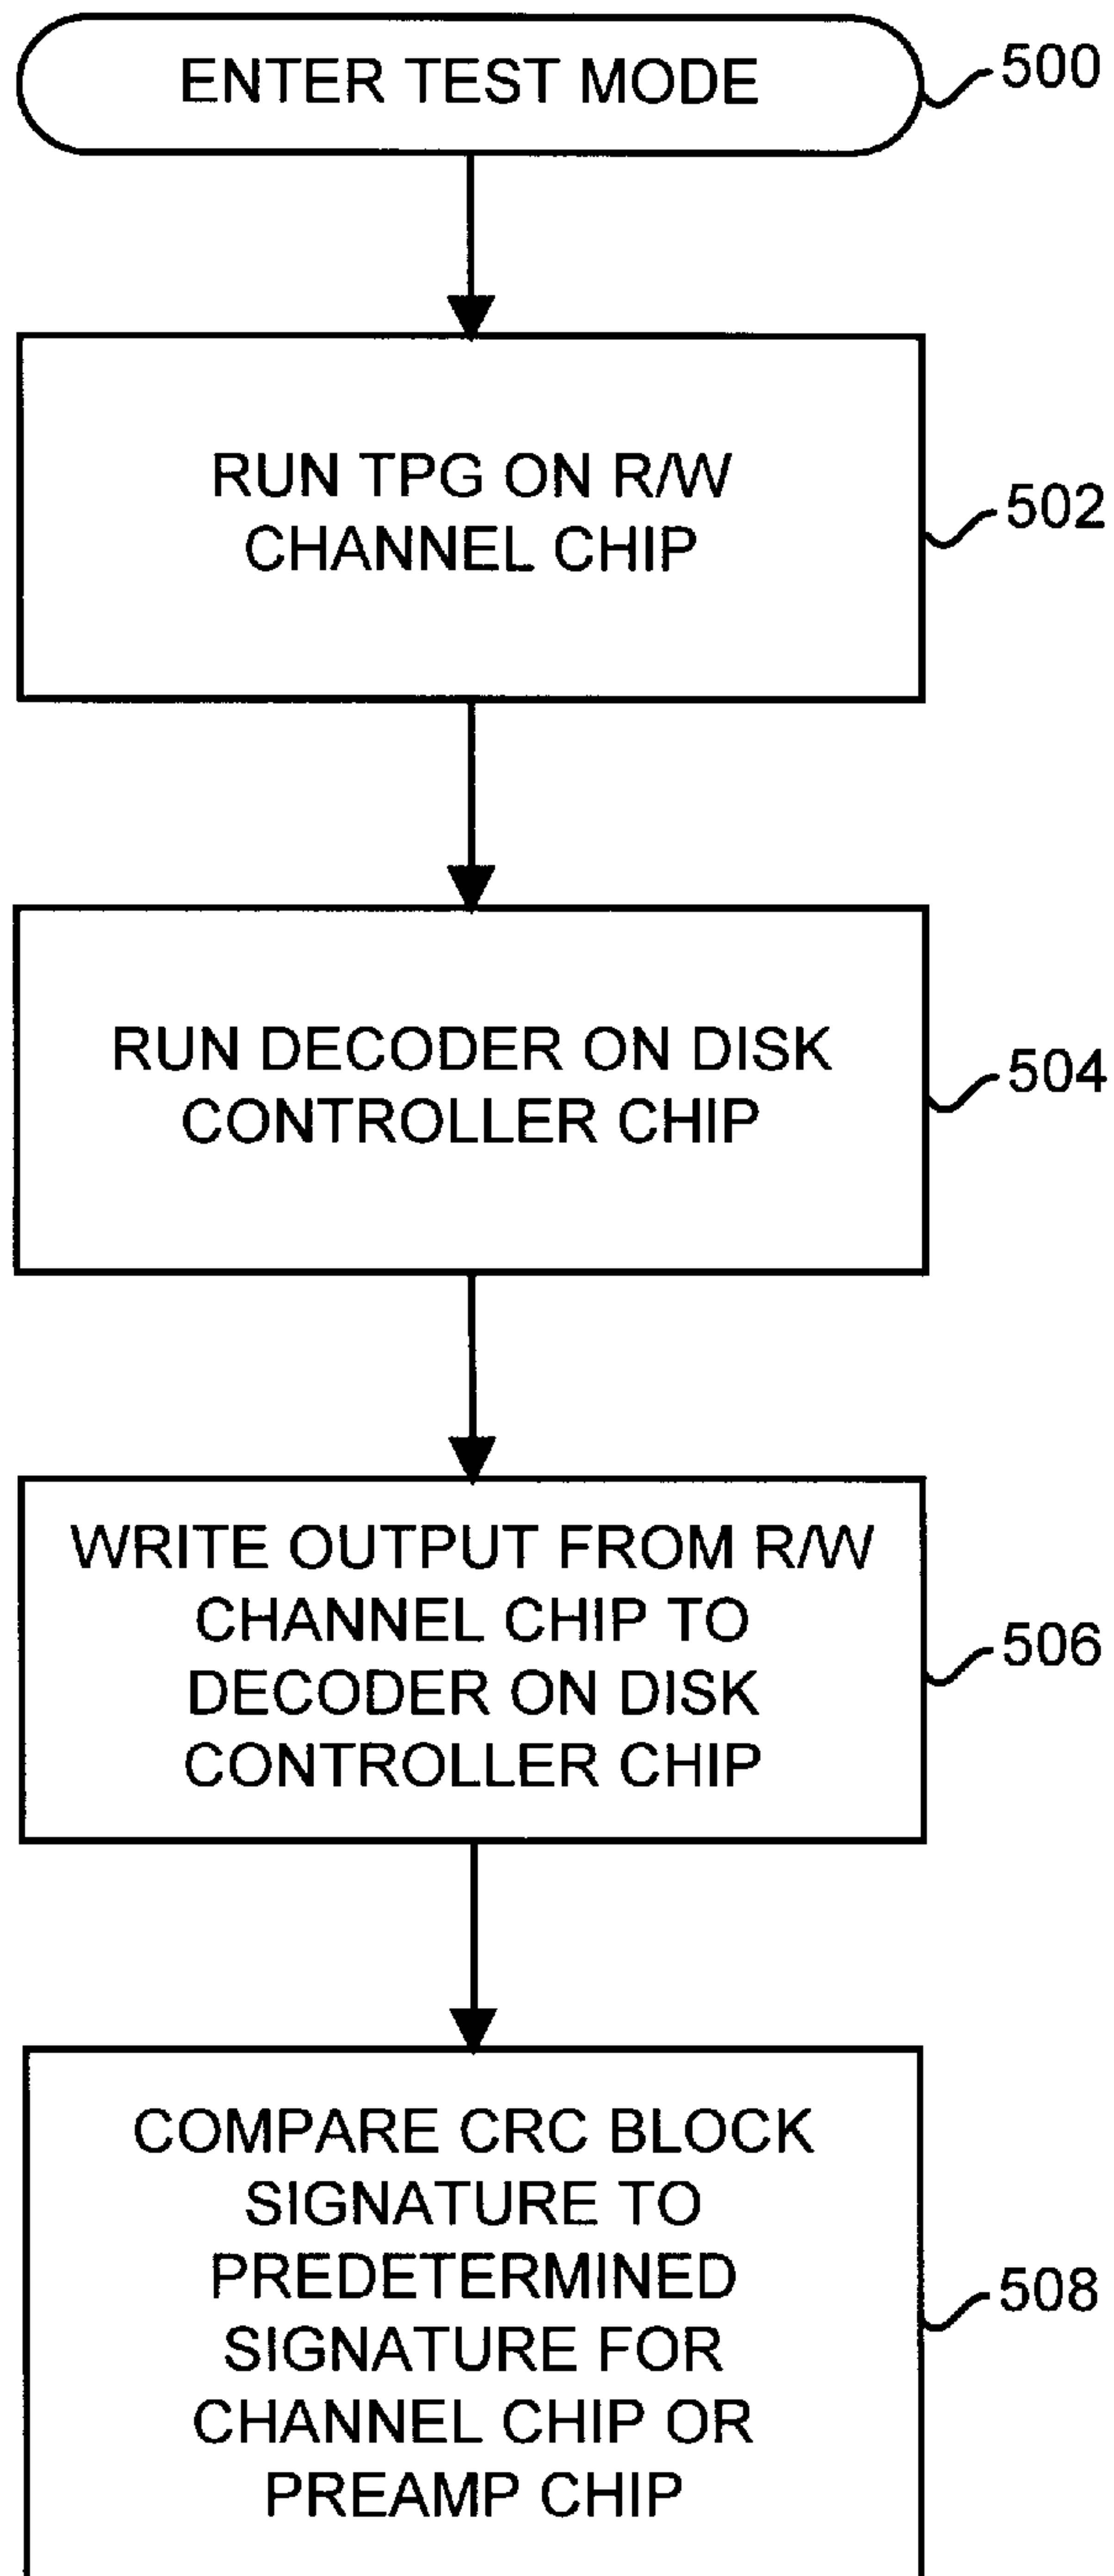 ENTER TEST MODE
500
RUN TPG ON R/W
CHANNEL CHIP
502
RUN DECODER ON DISK
CONTROLLER CHIP
504
WRITE OUTPUT FROM R/W
CHANNEL CHIP TO
DECODER ON DISK
CONTROLLER CHIP
506
COMPARE CRC BLOCK
SIGNATURE TO
PREDETERMINED
SIGNATURE FOR
CHANNEL CHIP OR
PREAMP CHIP
508